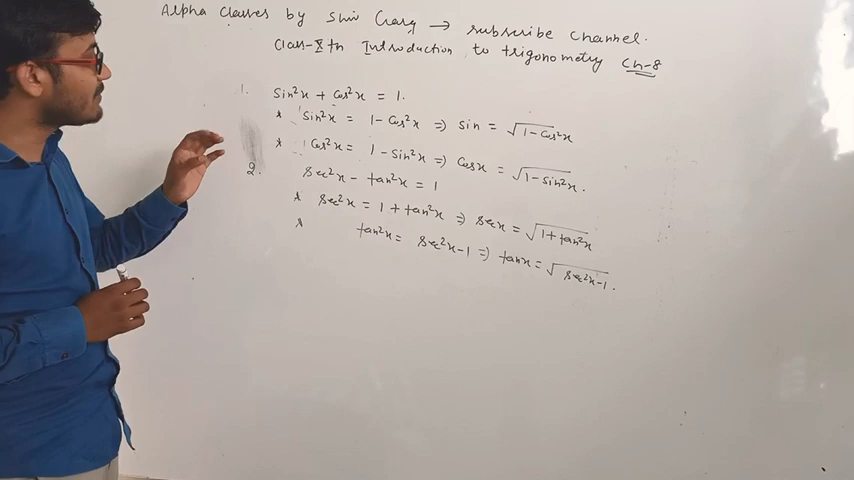 Alpha Classes by Shiv Garg → subscribe channel.
Class-Xth Introduction to trigonometry Ch-8
1. sin²x + cos²x = 1.
* sin²x = 1 - cos²x ⇒ sin = √1-cos²x
* cos²x = 1 - sin²x ⇒ cosx = √1-sin²x.
2. sec²x - tan²x = 1
* sec²x = 1 + tan²x ⇒ secx = √1+tan²x
* tan²x = sec²x-1 ⇒ tanx = √sec²x-1.